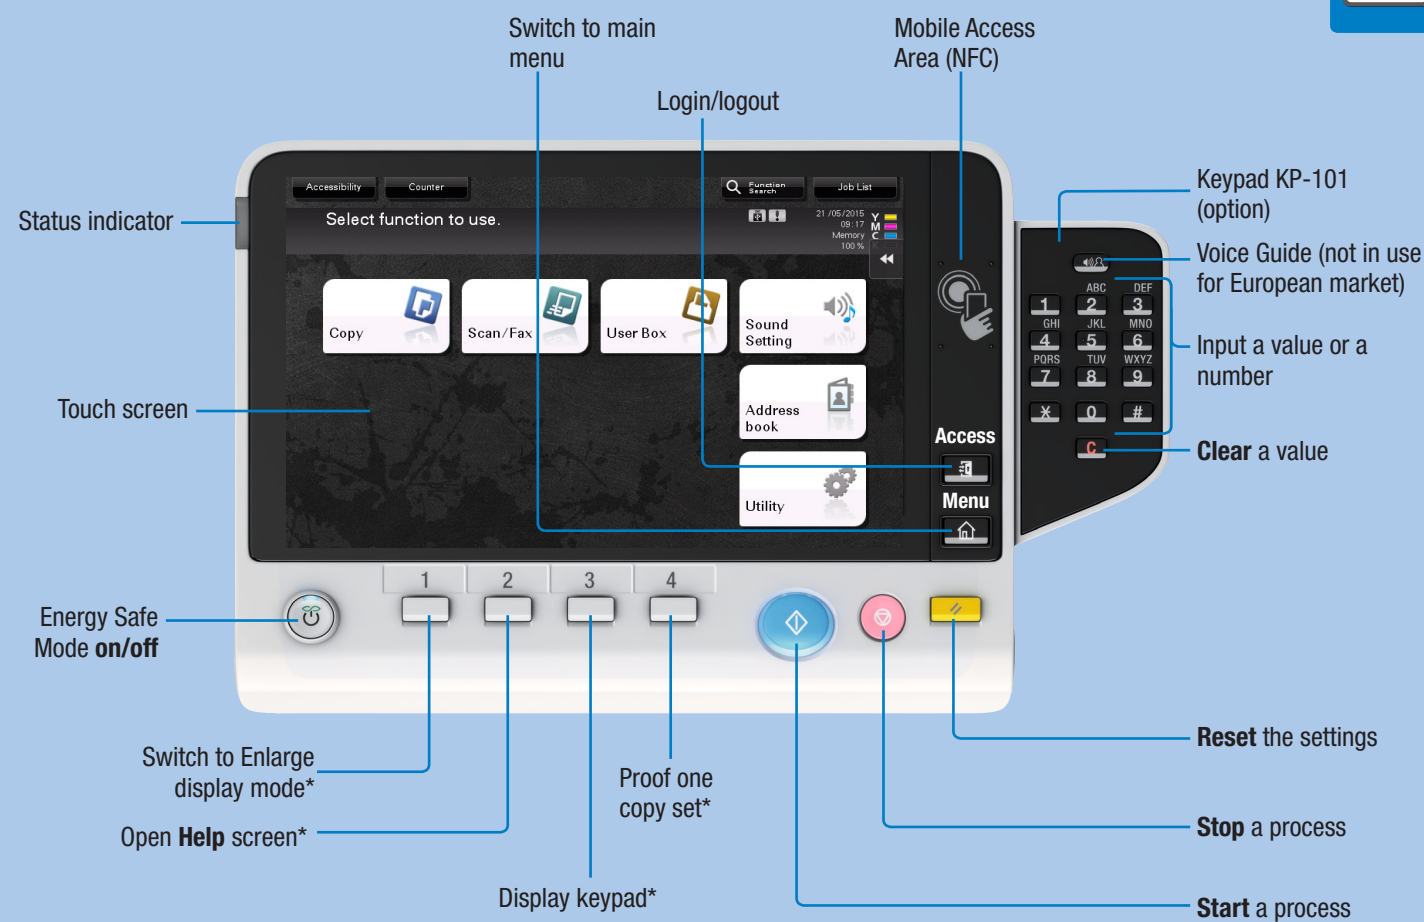 Switch to main
menu
Mobile Access
Area (NFC)
Login/logout
Keypad KP-101
(option)
Status indicator
Voice Guide (not in use
for European market)
Input a value or a
number
Touch screen
Clear a value
Accessibility
Counter
Function
Search
Job List
Select function to use.
21 /05/2015
09:17
Memory
100 %
Y
M
C
Copy
Scan/Fax
User Box
Sound
Setting
Address
book
Utility
Access
Menu
ABC DEF
1 2 3
GHI JKL MNO
4 5 6
PQRS TUV WXYZ
7 8 9
* 0 #
C
1 2 3 4
Energy Safe
Mode on/off
Switch to Enlarge
display mode*
Open Help screen*
Display keypad*
Proof one
copy set*
Reset the settings
Stop a process
Start a process